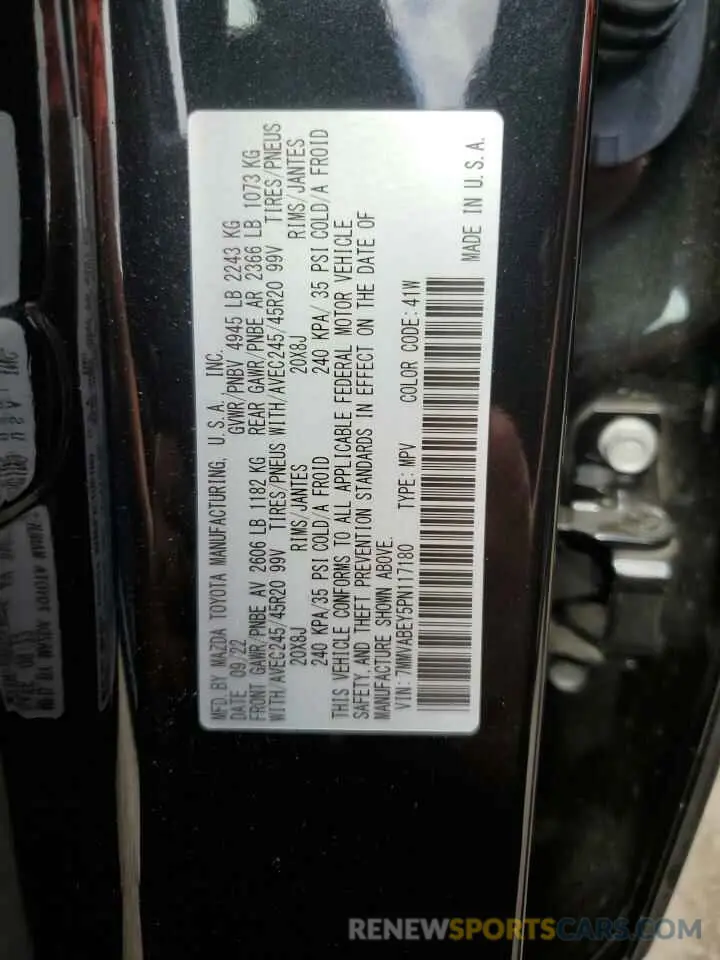 MFD.BY MAZDA TOYOTA MANUFACTURING, U.S.A., INC.
DATE 09/22 GVWR/PNBV 4945 LB 2243 KG
FRONT GAWR/PNBE AV 2606 LB 1182 KG REAR GAWR/PNBE AR 2366 LB 1073 KG
WITH/AVEC245/45R20 99V TIRES/PNEUS WITH/AVEC245/45R20 99V TIRES/PNEUS
20X8J RIMS/JANTES 20X8J RIMS/JANTES
240 KPA/35 PSI COLD/A FROID 240 KPA/35 PSI COLD/A FROID
THIS VEHICLE CONFORMS TO ALL APPLICABLE FEDERAL MOTOR VEHICLE
SAFETY,AND THEFT PREVENTION STANDARDS IN EFFECT ON THE DATE OF
MANUFACTURE SHOWN ABOVE.
VIN:7MMVABEY5PN117180 TYPE:MPV COLOR CODE:41W
MADE IN U.S.A.
RENEWSPORTSCARS.COM